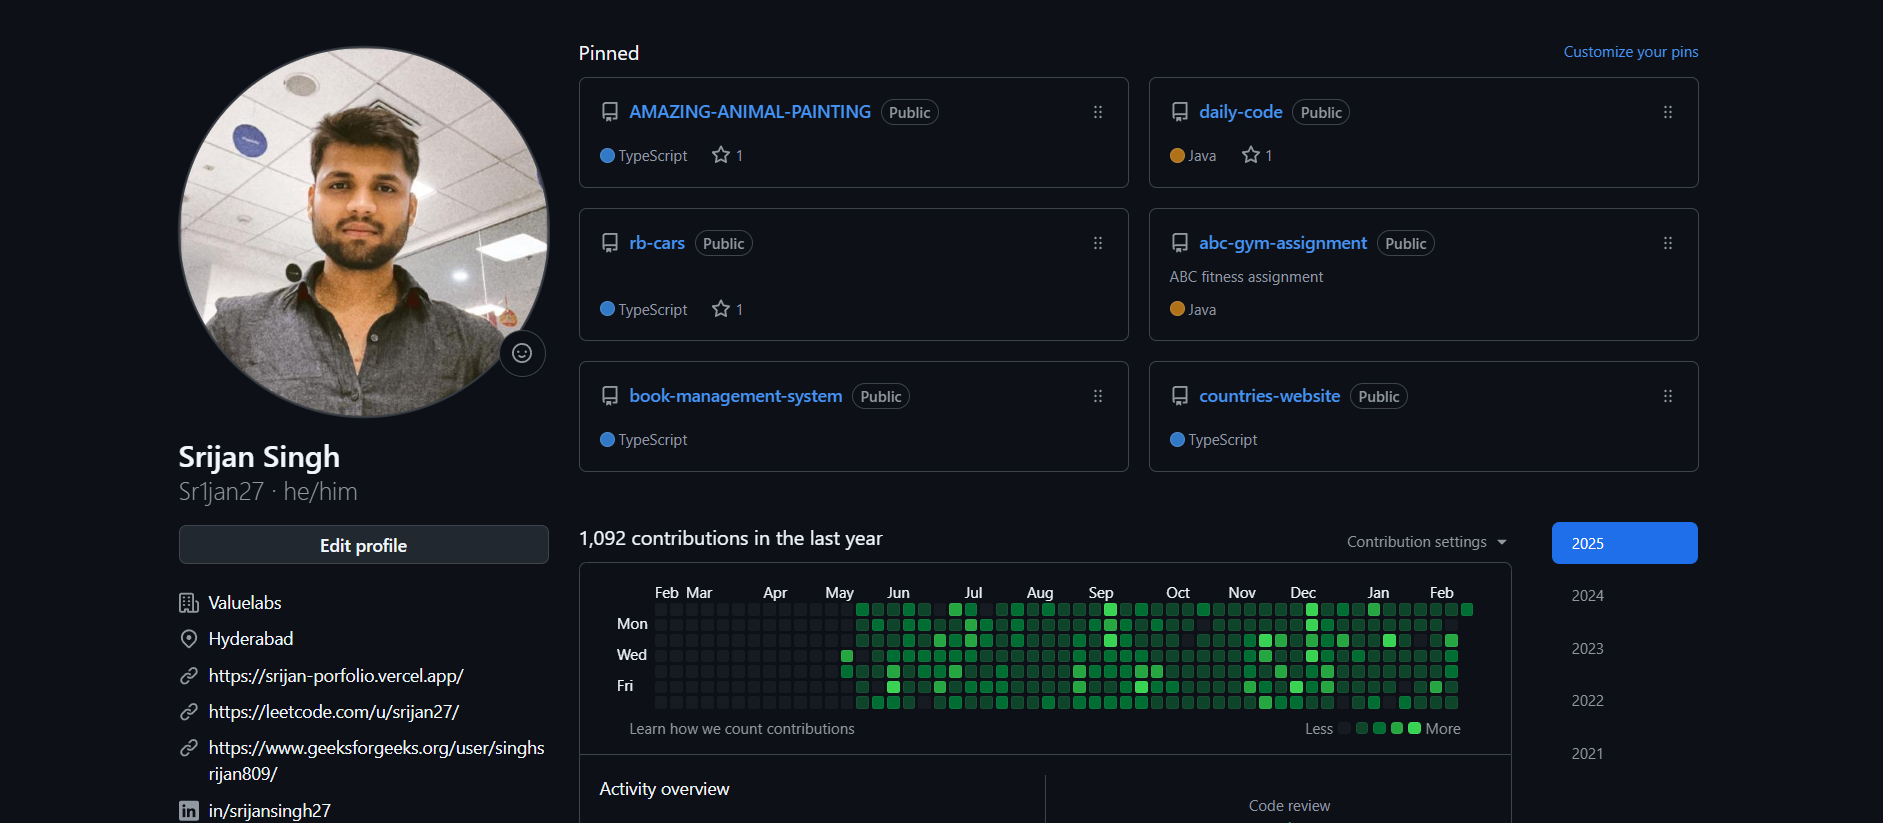 Pinned
Customize your pins
AMAZING-ANIMAL-PAINTING Public
TypeScript 1
daily-code Public
Java 1
rb-cars Public
TypeScript 1
abc-gym-assignment Public
ABC fitness assignment
Java
book-management-system Public
TypeScript
countries-website Public
TypeScript
Srijan Singh
Sr1jan27 · he/him
Edit profile
Valuelabs
Hyderabad
https://srijan-porfolio.vercel.app/
https://leetcode.com/u/srijan27/
https://www.geeksforgeeks.org/user/singhs
rijan809/
in/srijansingh27
1,092 contributions in the last year
Contribution settings
Feb Mar Apr May Jun Jul Aug Sep Oct Nov Dec Jan Feb
Mon
Wed
Fri
Learn how we count contributions
Less More
Activity overview
Code review
2025
2024
2023
2022
2021